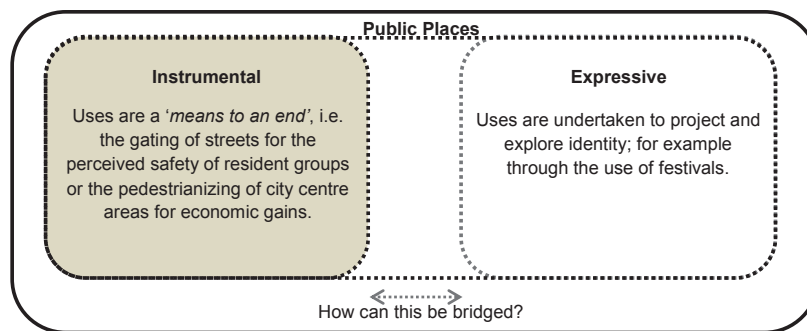 Public Places
Instrumental
Uses are a ‘means to an end’, i.e.
the gating of streets for the
perceived safety of resident groups
or the pedestrianizing of city centre
areas for economic gains.
Expressive
Uses are undertaken to project and
explore identity; for example
through the use of festivals.
How can this be bridged?